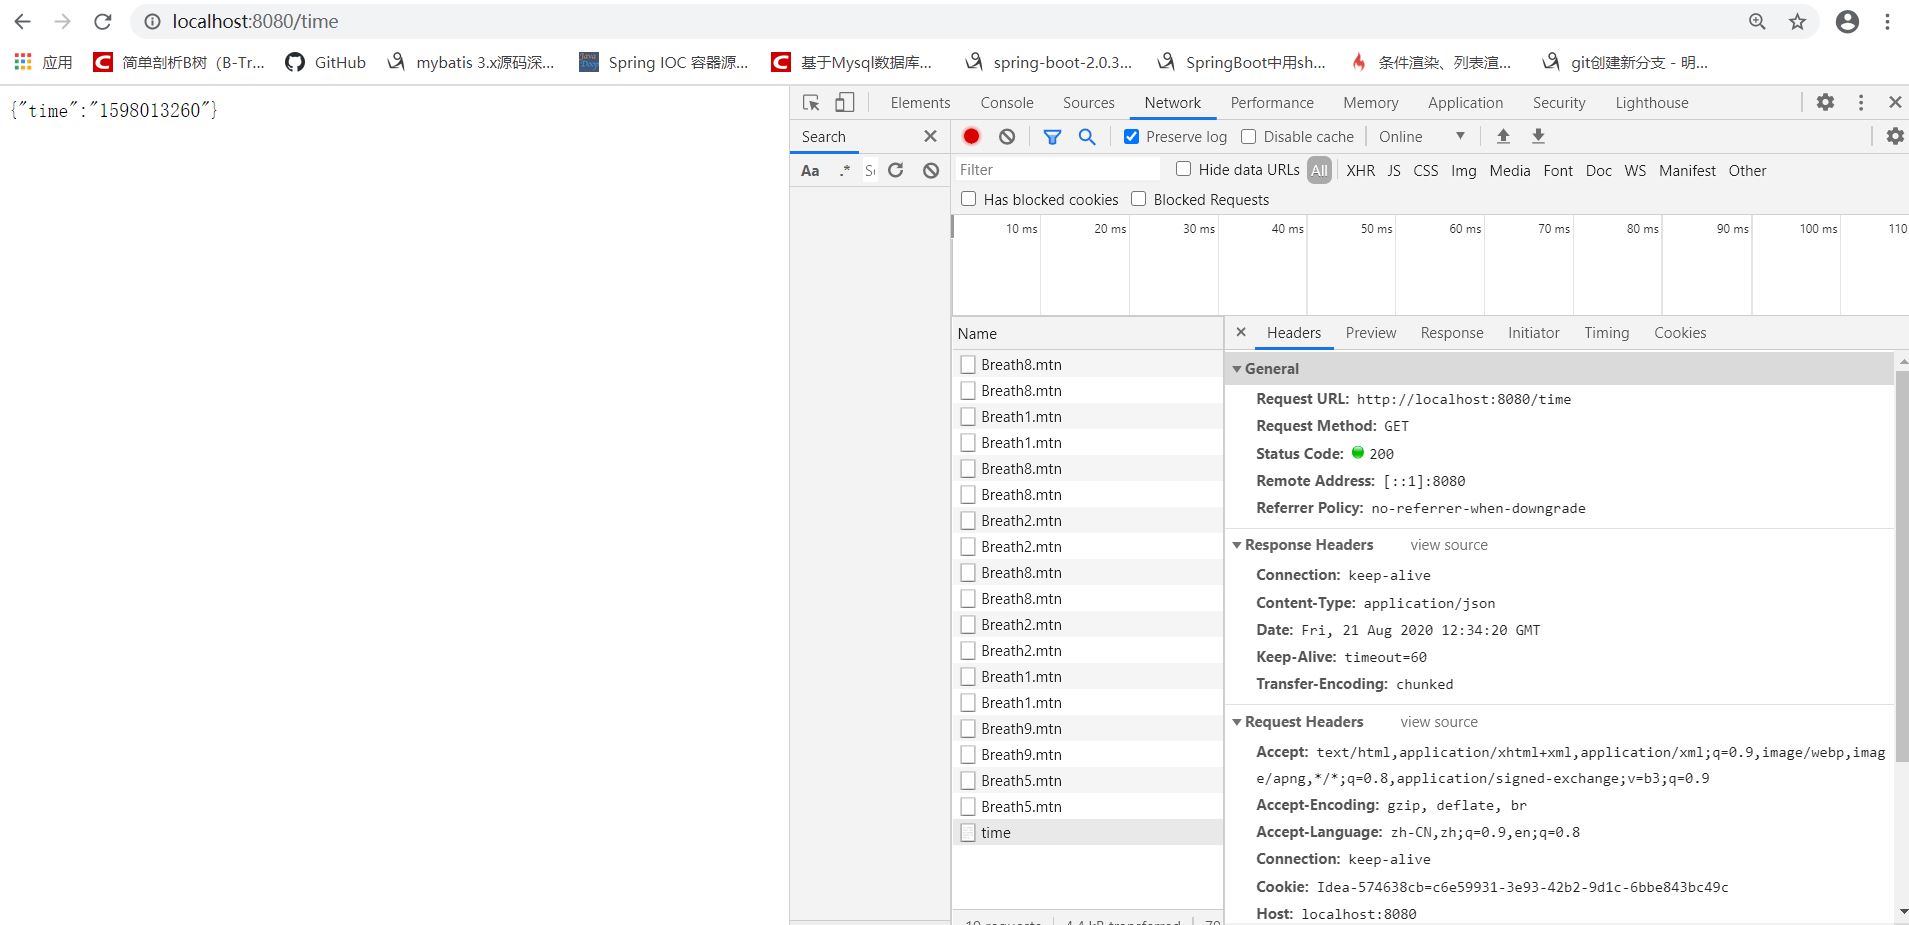 localhost:8080/time
应用 简单剖析B树（B-Tr... GitHub mybatis 3.x源码深... Spring IOC 容器源... 基于Mysql数据库... spring-boot-2.0.3... SpringBoot中用sh... 条件渲染、列表渲... git创建新分支 - 明...
{"time":"1598013260"}
Elements Console Sources Network Performance Memory Application Security Lighthouse
Search
Preserve log Disable cache Online
Aa .*
Filter Hide data URLs All XHR JS CSS Img Media Font Doc WS Manifest Other
Has blocked cookies Blocked Requests
10 ms 20 ms 30 ms 40 ms 50 ms 60 ms 70 ms 80 ms 90 ms 100 ms 110
Name
Breath8.mtn
Breath8.mtn
Breath1.mtn
Breath1.mtn
Breath8.mtn
Breath8.mtn
Breath2.mtn
Breath2.mtn
Breath8.mtn
Breath8.mtn
Breath2.mtn
Breath2.mtn
Breath1.mtn
Breath1.mtn
Breath9.mtn
Breath9.mtn
Breath5.mtn
Breath5.mtn
time
Headers Preview Response Initiator Timing Cookies
General
Request URL: http://localhost:8080/time
Request Method: GET
Status Code: 200
Remote Address: [::1]:8080
Referrer Policy: no-referrer-when-downgrade
Response Headers view source
Connection: keep-alive
Content-Type: application/json
Date: Fri, 21 Aug 2020 12:34:20 GMT
Keep-Alive: timeout=60
Transfer-Encoding: chunked
Request Headers view source
Accept: text/html,application/xhtml+xml,application/xml;q=0.9,image/webp,imag
e/apng,*/*;q=0.8,application/signed-exchange;v=b3;q=0.9
Accept-Encoding: gzip, deflate, br
Accept-Language: zh-CN,zh;q=0.9,en;q=0.8
Connection: keep-alive
Cookie: Idea-574638cb=c6e59931-3e93-42b2-9d1c-6bbe843bc49c
Host: localhost:8080